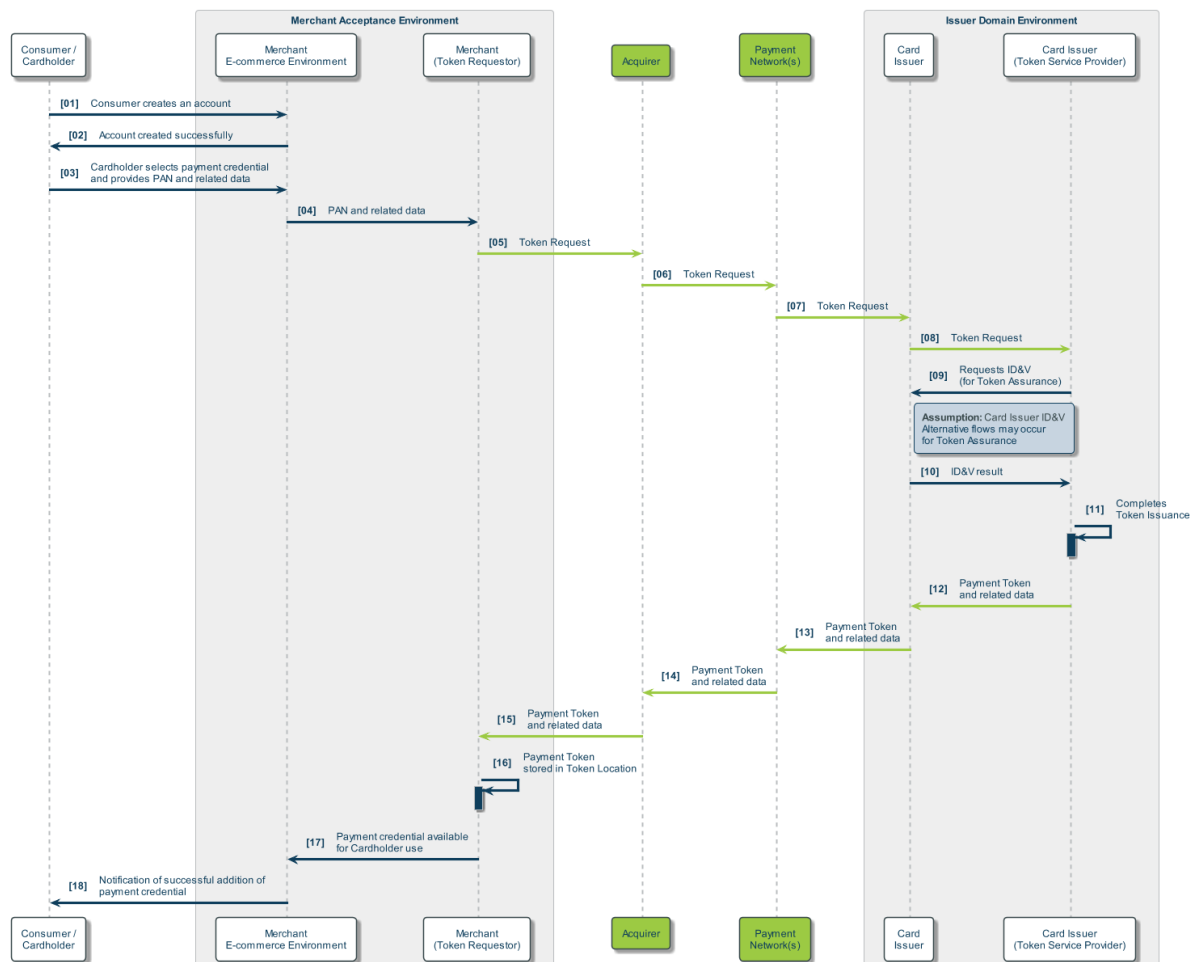 Merchant Acceptance Environment
Issuer Domain Environment
Consumer /
Cardholder
Merchant
E-commerce Environment
Merchant
(Token Requestor)
Acquirer
Payment
Network(s)
Card
Issuer
Card Issuer
(Token Service Provider)
[01] Consumer creates an account
[02] Account created successfully
[03] Cardholder selects payment credential
and provides PAN and related data
[04] PAN and related data
[05] Token Request
[06] Token Request
[07] Token Request
[08] Token Request
[09] Requests ID&V
(for Token Assurance)
Assumption: Card Issuer ID&V
Alternative flows may occur
for Token Assurance
[10] ID&V result
[11] Completes
Token Issuance
[12] Payment Token
and related data
[13] Payment Token
and related data
[14] Payment Token
and related data
[15] Payment Token
and related data
[16] Payment Token
stored in Token Location
[17] Payment credential available
for Cardholder use
[18] Notification of successful addition of
payment credential
Consumer /
Cardholder
Merchant
E-commerce Environment
Merchant
(Token Requestor)
Acquirer
Payment
Network(s)
Card
Issuer
Card Issuer
(Token Service Provider)